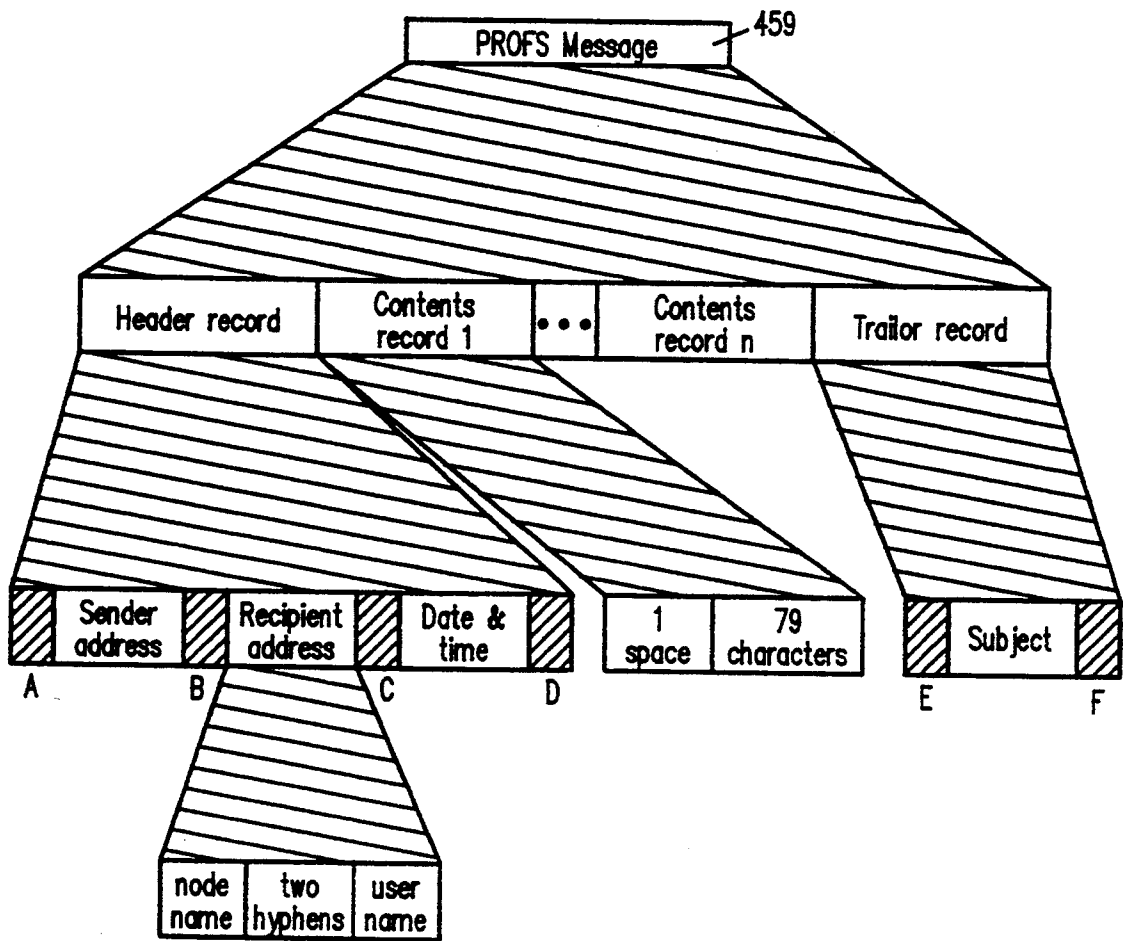 PROFS Message
459
Header record
Contents
record 1
•••
Contents
record n
Trailor record
Sender
address
Recipient
address
Date &
time
1
space
79
characters
Subject
A
B
C
D
E
F
node
name
two
hyphens
user
name